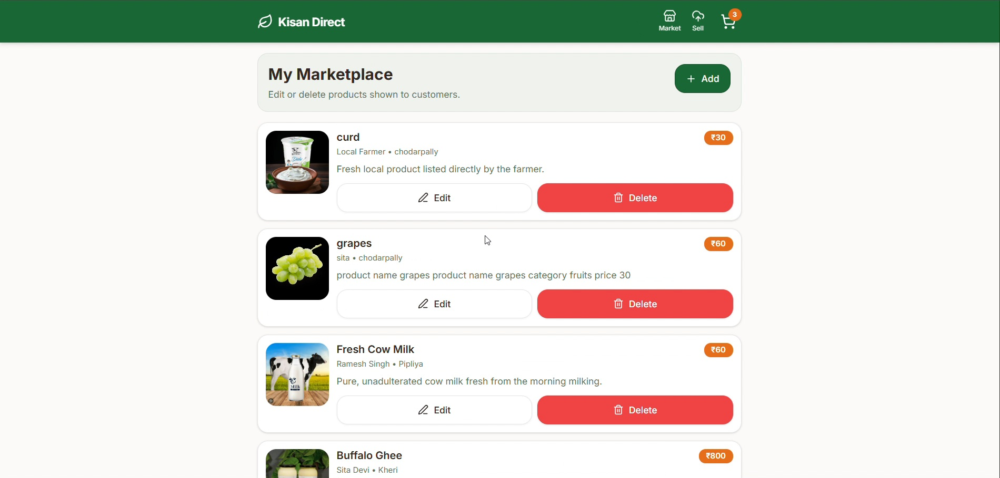 Kisan Direct
Market
Sell
3
My Marketplace
Edit or delete products shown to customers.
+ Add
curd
₹30
Local Farmer • chodarpally
Fresh local product listed directly by the farmer.
Edit
Delete
grapes
₹60
sita • chodarpally
product name grapes product name grapes category fruits price 30
Edit
Delete
Fresh Cow Milk
₹60
Ramesh Singh • Pipliya
Pure, unadulterated cow milk fresh from the morning milking.
Milk
Edit
Delete
Buffalo Ghee
₹800
Sita Devi • Kheri